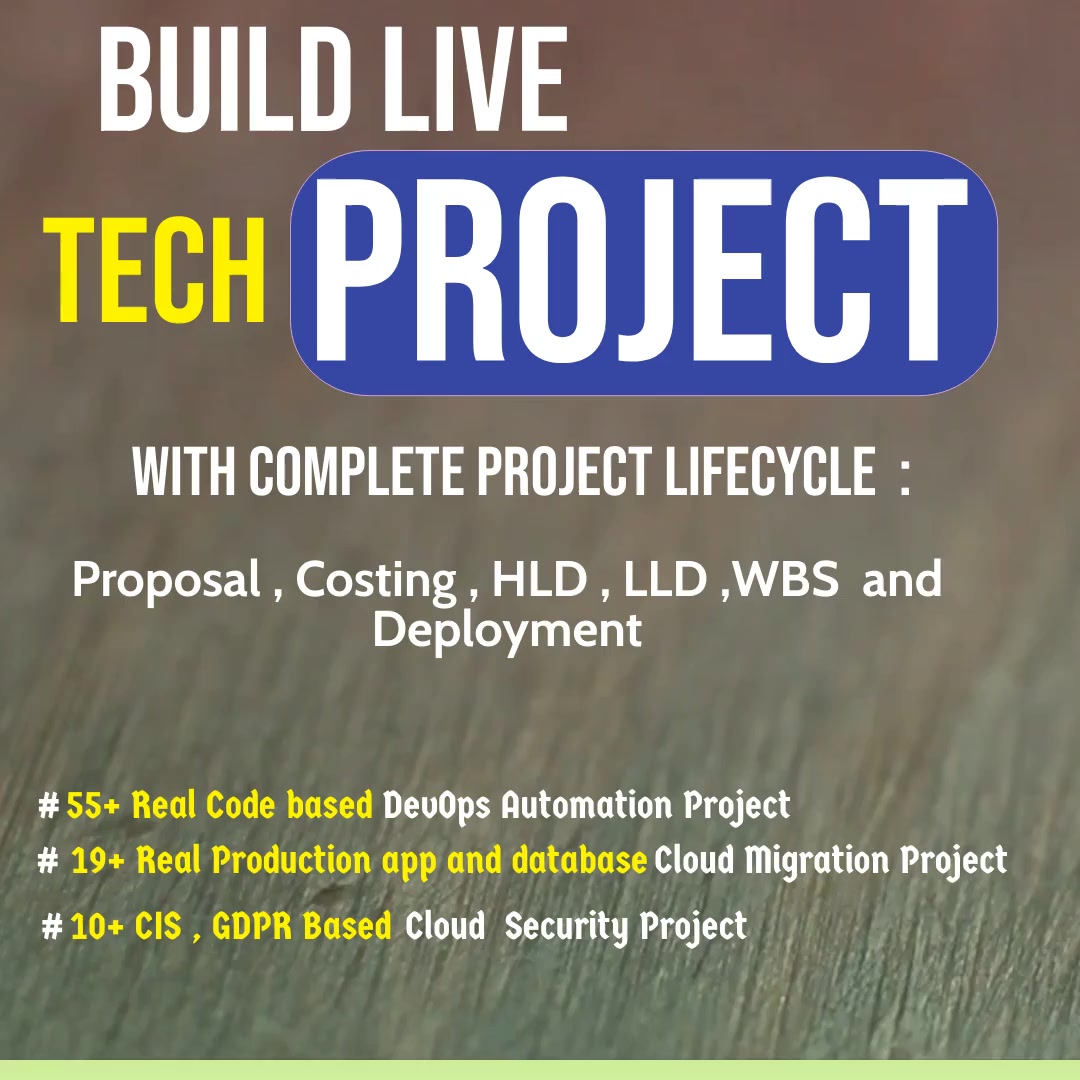 BUILD LIVE
TECH PROJECT
WITH COMPLETE PROJECT LIFECYCLE :
Proposal , Costing , HLD , LLD ,WBS and
Deployment
# 55+ Real Code based DevOps Automation Project
# 19+ Real Production app and database Cloud Migration Project
# 10+ CIS , GDPR Based Cloud Security Project